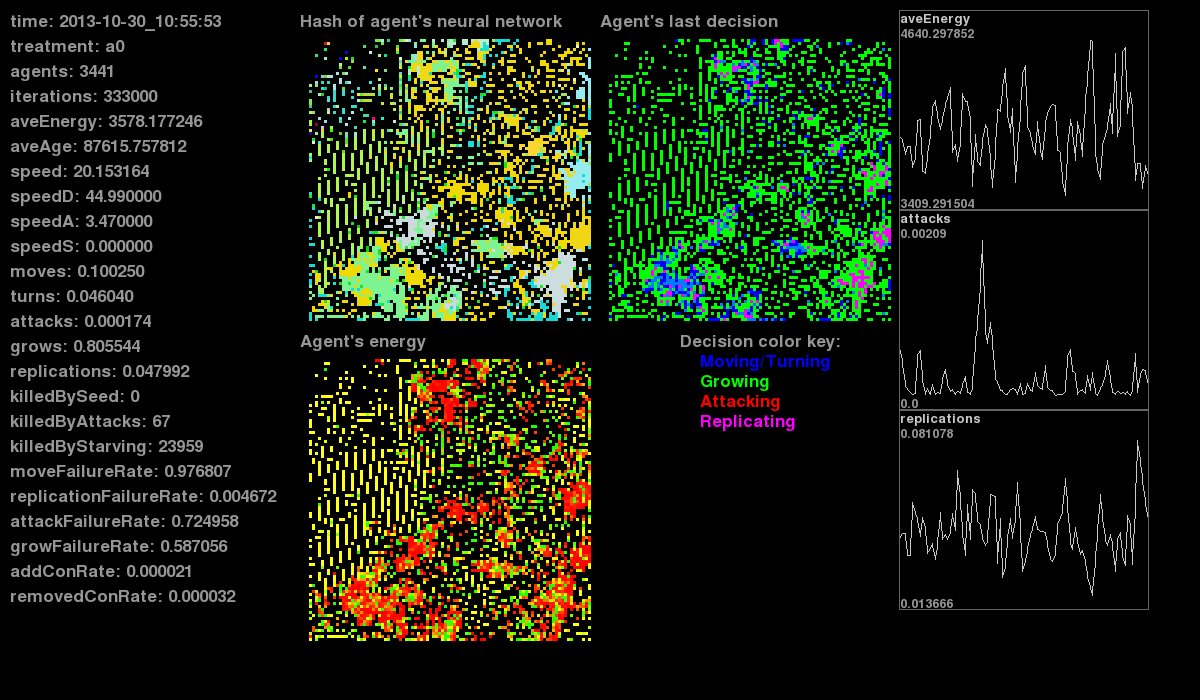 time: 2013-10-30_10:55:53
treatment: a0
agents: 3441
iterations: 333000
aveEnergy: 3578.177246
aveAge: 87615.757812
speed: 20.153164
speedD: 44.990000
speedA: 3.470000
speedS: 0.000000
moves: 0.100250
turns: 0.046040
attacks: 0.000174
grows: 0.805544
replications: 0.047992
killedBySeed: 0
killedByAttacks: 67
killedByStarving: 23959
moveFailureRate: 0.976807
replicationFailureRate: 0.004672
attackFailureRate: 0.724958
growFailureRate: 0.587056
addConRate: 0.000021
removedConRate: 0.000032
Hash of agent's neural network
Agent's last decision
Agent's energy
Decision color key:
Moving/Turning
Growing
Attacking
Replicating
aveEnergy
4640.297852
3409.291504
attacks
0.00209
0.0
replications
0.081078
0.013666